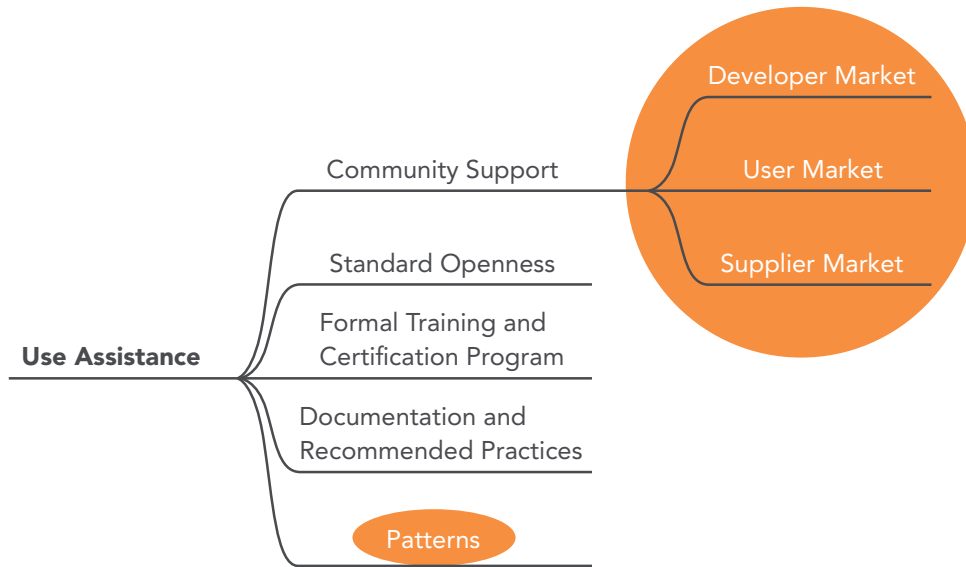 Developer Market
Community Support
User Market
Standard Openness
Supplier Market
Formal Training and
Certification Program
Use Assistance
Documentation and
Recommended Practices
Patterns